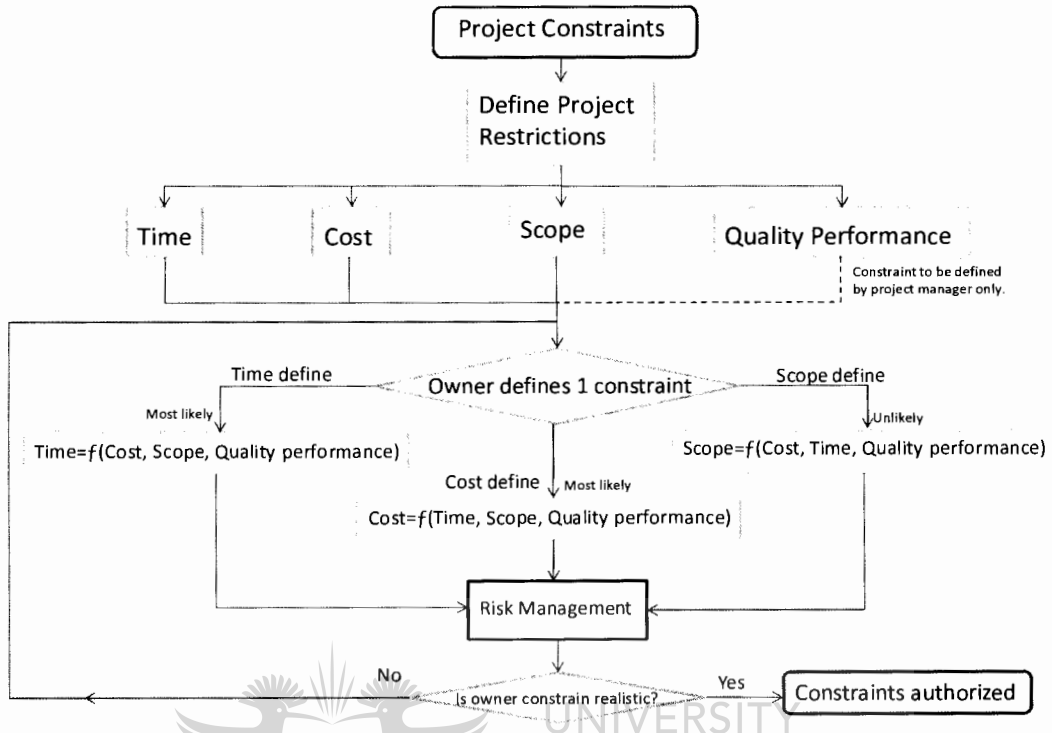 Project Constraints
Define Project
Restrictions
Time
Cost
Scope
Quality Performance
Constraint to be defined
by project manager only.
Time define
Owner defines 1 constraint
Scope define
Most likely
Unlikely
Time=f(Cost, Scope, Quality performance)
Scope=f(Cost, Time, Quality performance)
Cost define
Most likely
Cost=f(Time, Scope, Quality performance)
Risk Management
No
Is owner constrain realistic?
Yes
Constraints authorized
UNIVERSITY